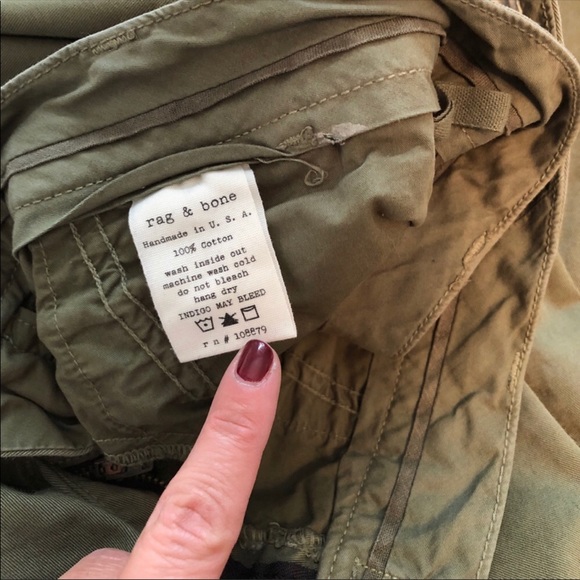 rag & bone
Handmade in U. S. A.
100% Cotton
wash inside out
machine wash cold
do not bleach
hang dry
INDIGO MAY BLEED
r n # 108879